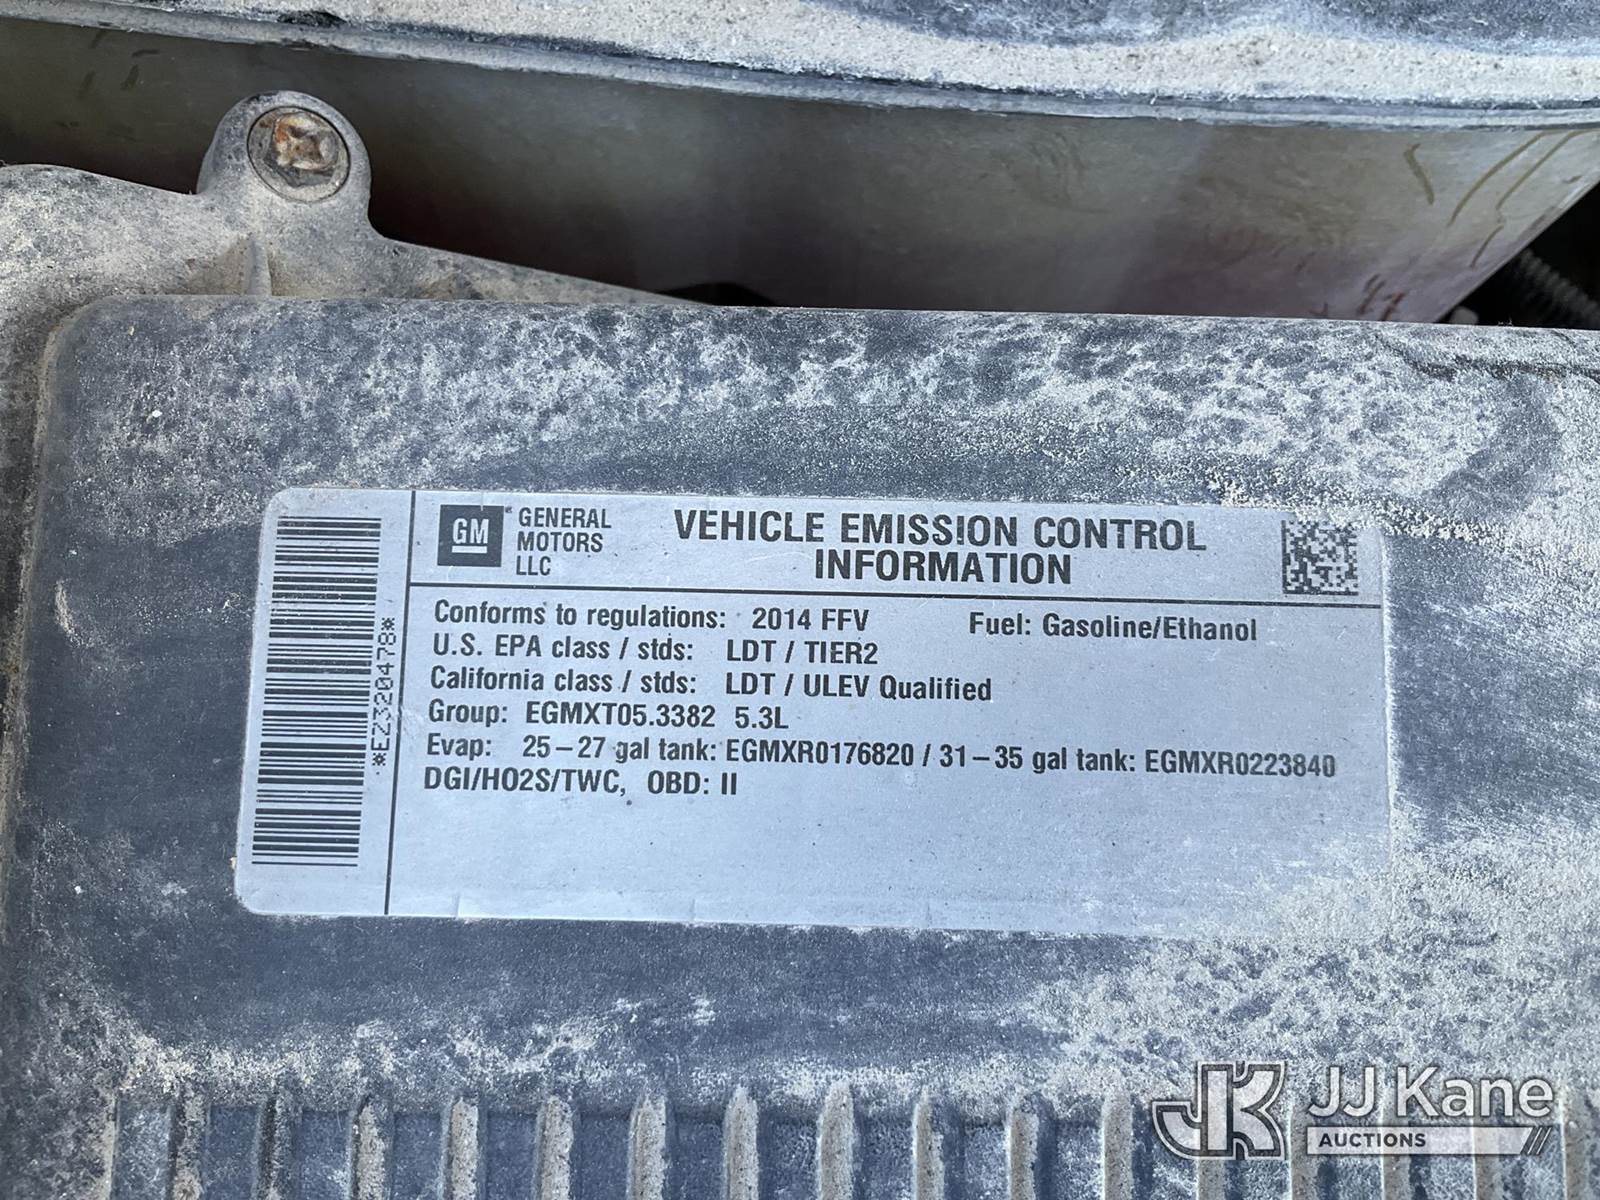 *EZ320478*
GM
GENERAL
MOTORS
LLC
VEHICLE EMISSION CONTROL
INFORMATION
Conforms to regulations: 2014 FFV Fuel: Gasoline/Ethanol
U.S. EPA class / stds: LDT / TIER2
California class / stds: LDT / ULEV Qualified
Group: EGMXT05.3382 5.3L
Evap: 25–27 gal tank: EGMXR0176820 / 31–35 gal tank: EGMXR0223840
DGI/HO2S/TWC, OBD: II
JK JJ Kane
AUCTIONS